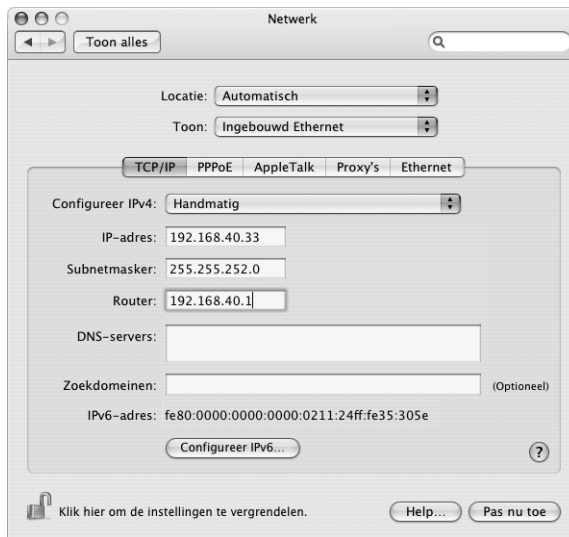 Netwerk
Toon alles
Locatie: Automatisch
Toon: Ingebouwd Ethernet
TCP/IP PPPoE AppleTalk Proxy's Ethernet
Configureer IPv4: Handmatig
IP-adres: 192.168.40.33
Subnetmasker: 255.255.252.0
Router: 192.168.40.1
DNS-servers:
Zoekdomeinen: (Optioneel)
IPv6-adres: fe80:0000:0000:0000:0211:24ff:fe35:305e
Configureer IPv6... ?
Klik hier om de instellingen te vergrendelen. Help... Pas nu toe